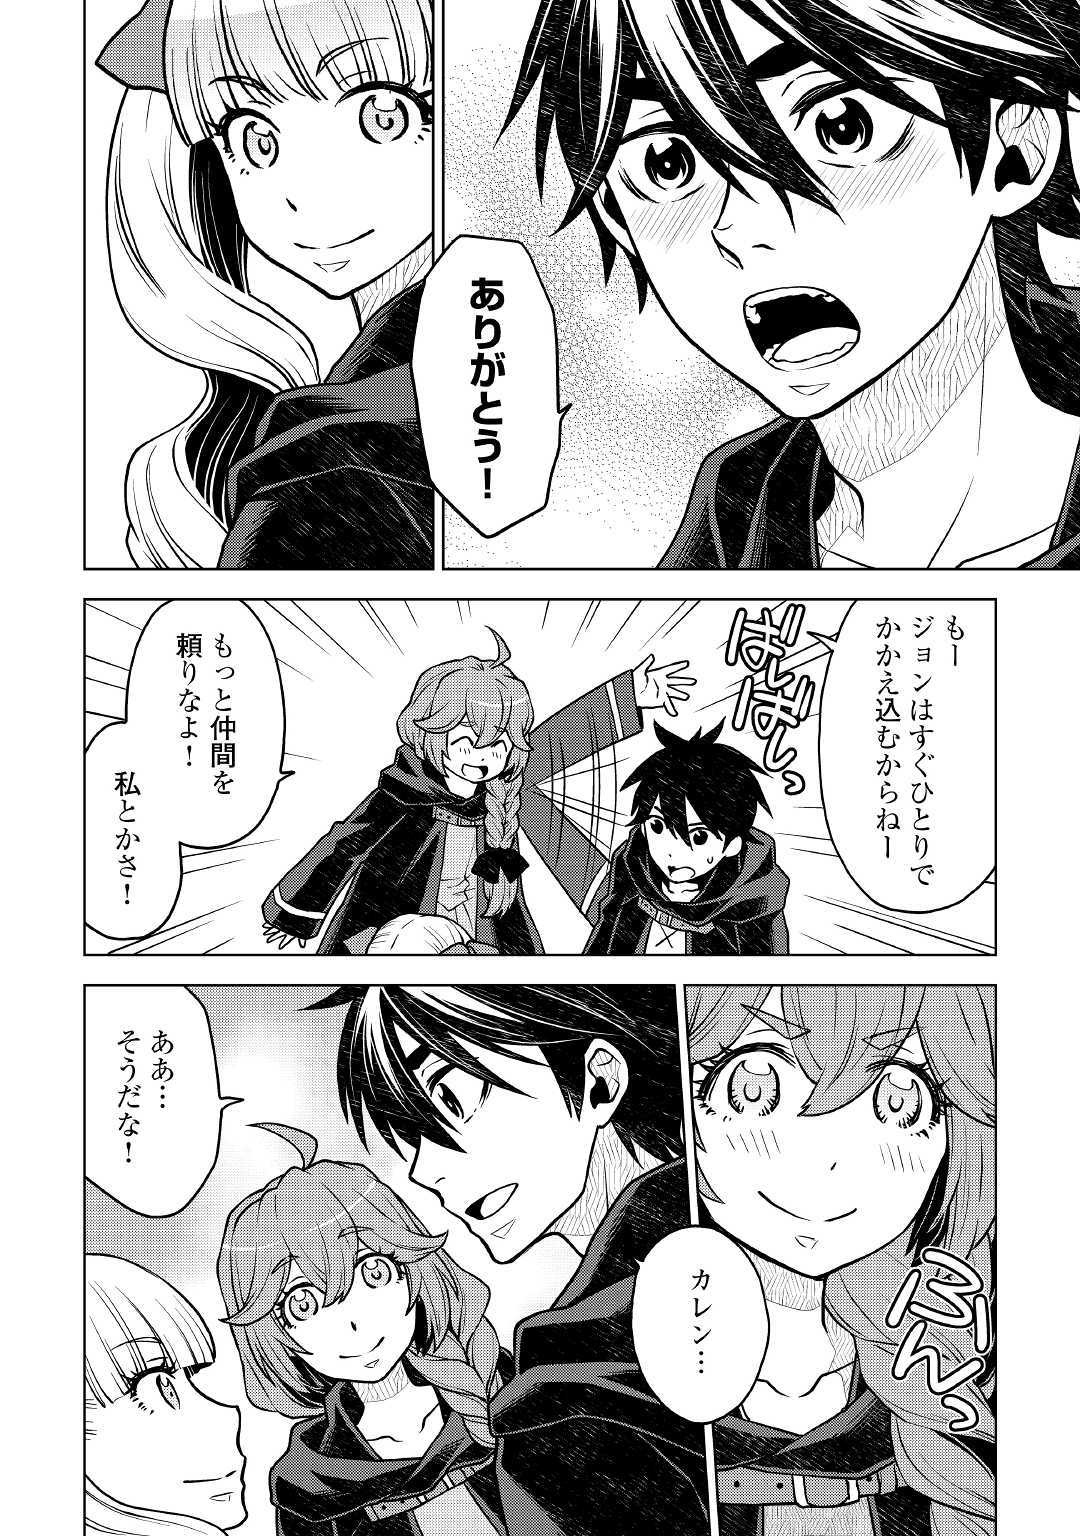 ありがとう！
もー
ジョンはすぐひとりで
かかえ込むからねー
ばしばしっ
もっと仲間を
頼りなよ！
私とかさ！
ふんっ
カレン…
ああ…
そうだな！